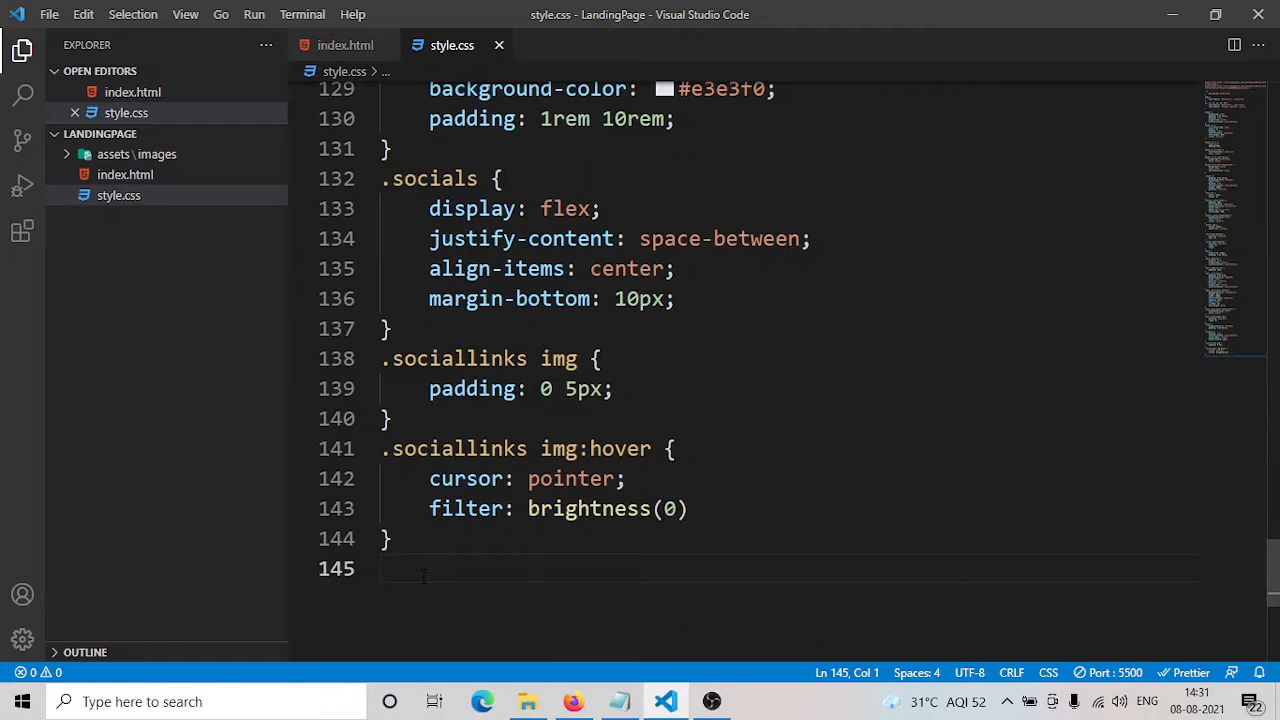 File Edit Selection View Go Run Terminal Help
style.css - LandingPage - Visual Studio Code
EXPLORER
index.html
style.css
OPEN EDITORS
style.css > ...
index.html
style.css
LANDINGPAGE
assets\images
index.html
style.css
129 background-color: #e3e3f0;
130 padding: 1rem 10rem;
131 }
132 .socials {
133 display: flex;
134 justify-content: space-between;
135 align-items: center;
136 margin-bottom: 10px;
137 }
138 .sociallinks img {
139 padding: 0 5px;
140 }
141 .sociallinks img:hover {
142 cursor: pointer;
143 filter: brightness(0)
144 }
145
OUTLINE
0 0 Ln 145, Col 1 Spaces: 4 UTF-8 CRLF CSS Port : 5500 Prettier
Type here to search
31°C AQI 52 ENG
14:31
08-08-2021
22